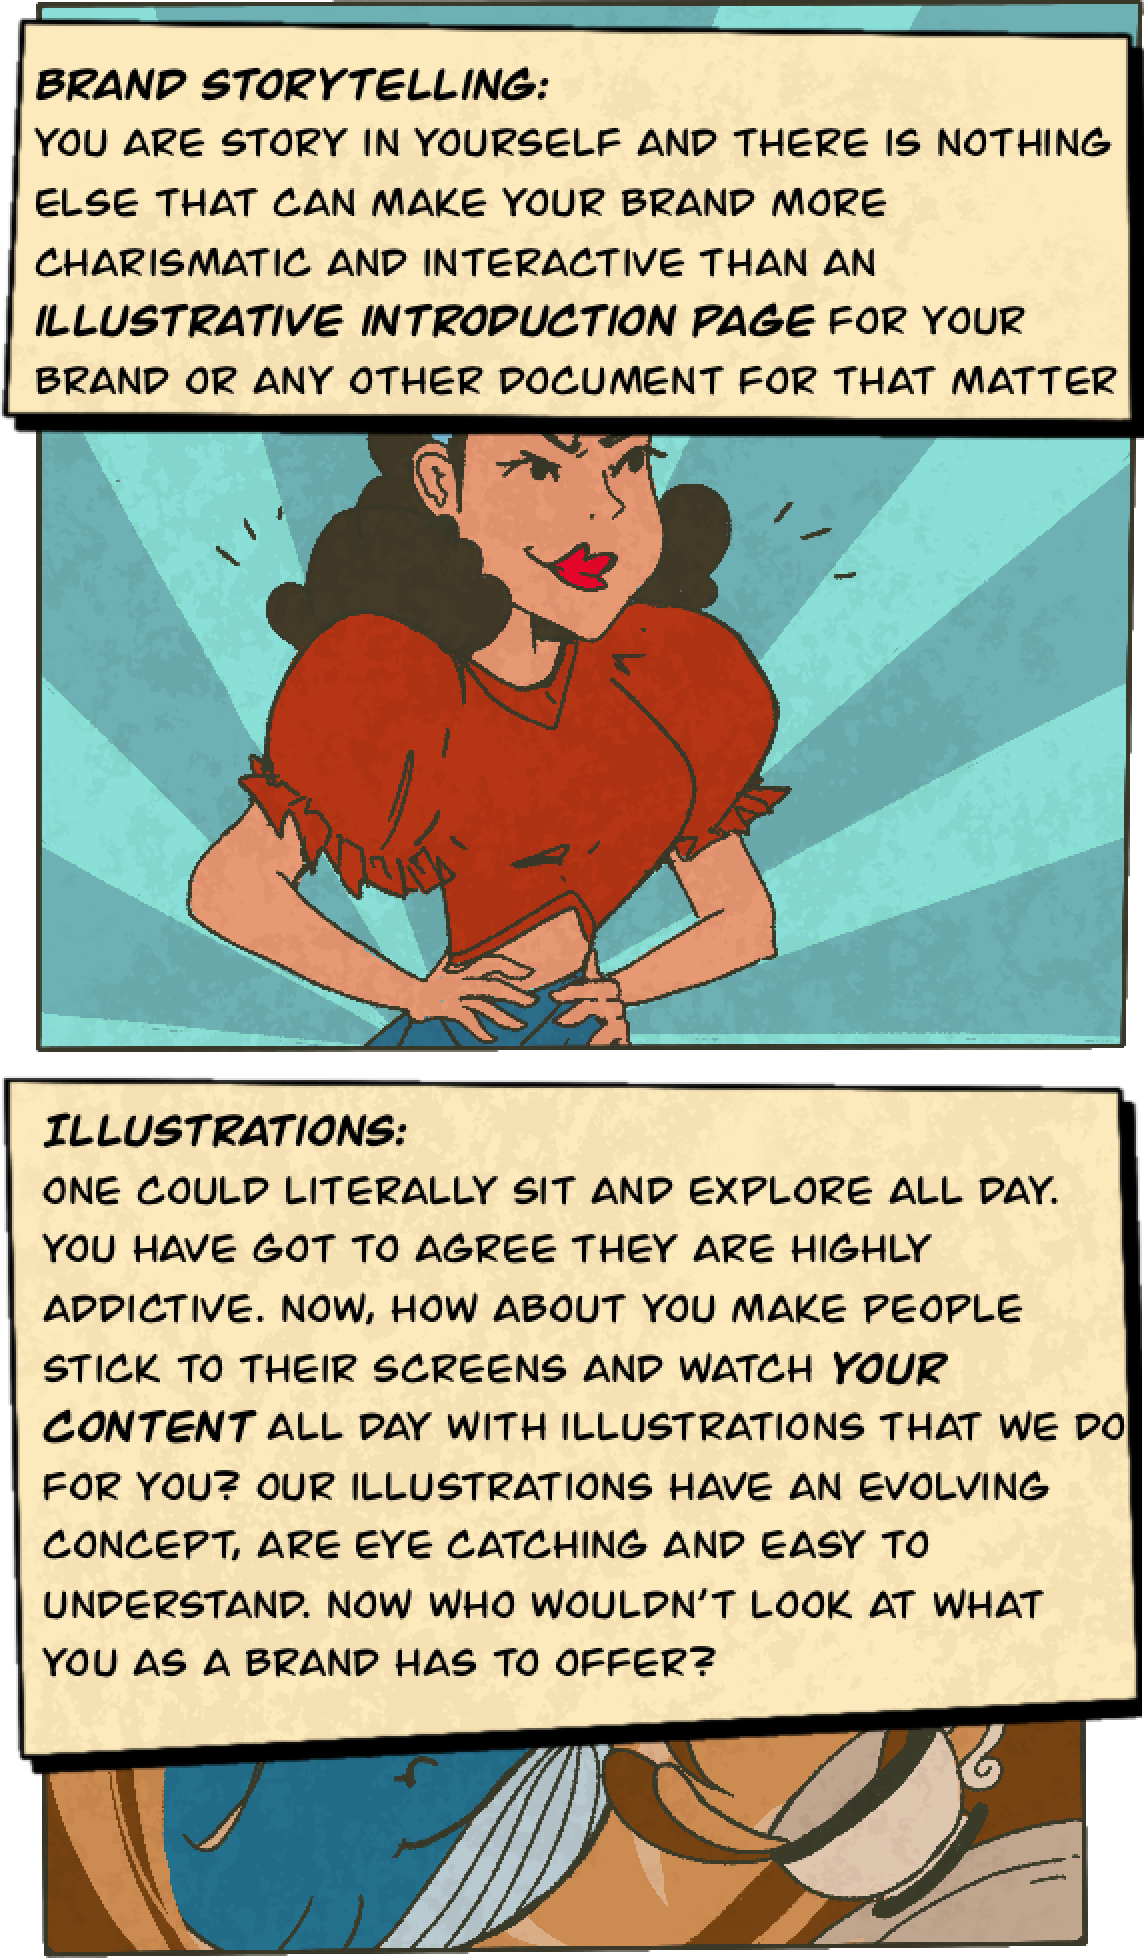 BRAND STORYTELLING:
YOU ARE STORY IN YOURSELF AND THERE IS NOTHING
ELSE THAT CAN MAKE YOUR BRAND MORE
CHARISMATIC AND INTERACTIVE THAN AN
ILLUSTRATIVE INTRODUCTION PAGE FOR YOUR
BRAND OR ANY OTHER DOCUMENT FOR THAT MATTER
ILLUSTRATIONS:
ONE COULD LITERALLY SIT AND EXPLORE ALL DAY.
YOU HAVE GOT TO AGREE THEY ARE HIGHLY
ADDICTIVE. NOW, HOW ABOUT YOU MAKE PEOPLE
STICK TO THEIR SCREENS AND WATCH YOUR
CONTENT ALL DAY WITH ILLUSTRATIONS THAT WE DO
FOR YOU? OUR ILLUSTRATIONS HAVE AN EVOLVING
CONCEPT, ARE EYE CATCHING AND EASY TO
UNDERSTAND. NOW WHO WOULDN'T LOOK AT WHAT
YOU AS A BRAND HAS TO OFFER?